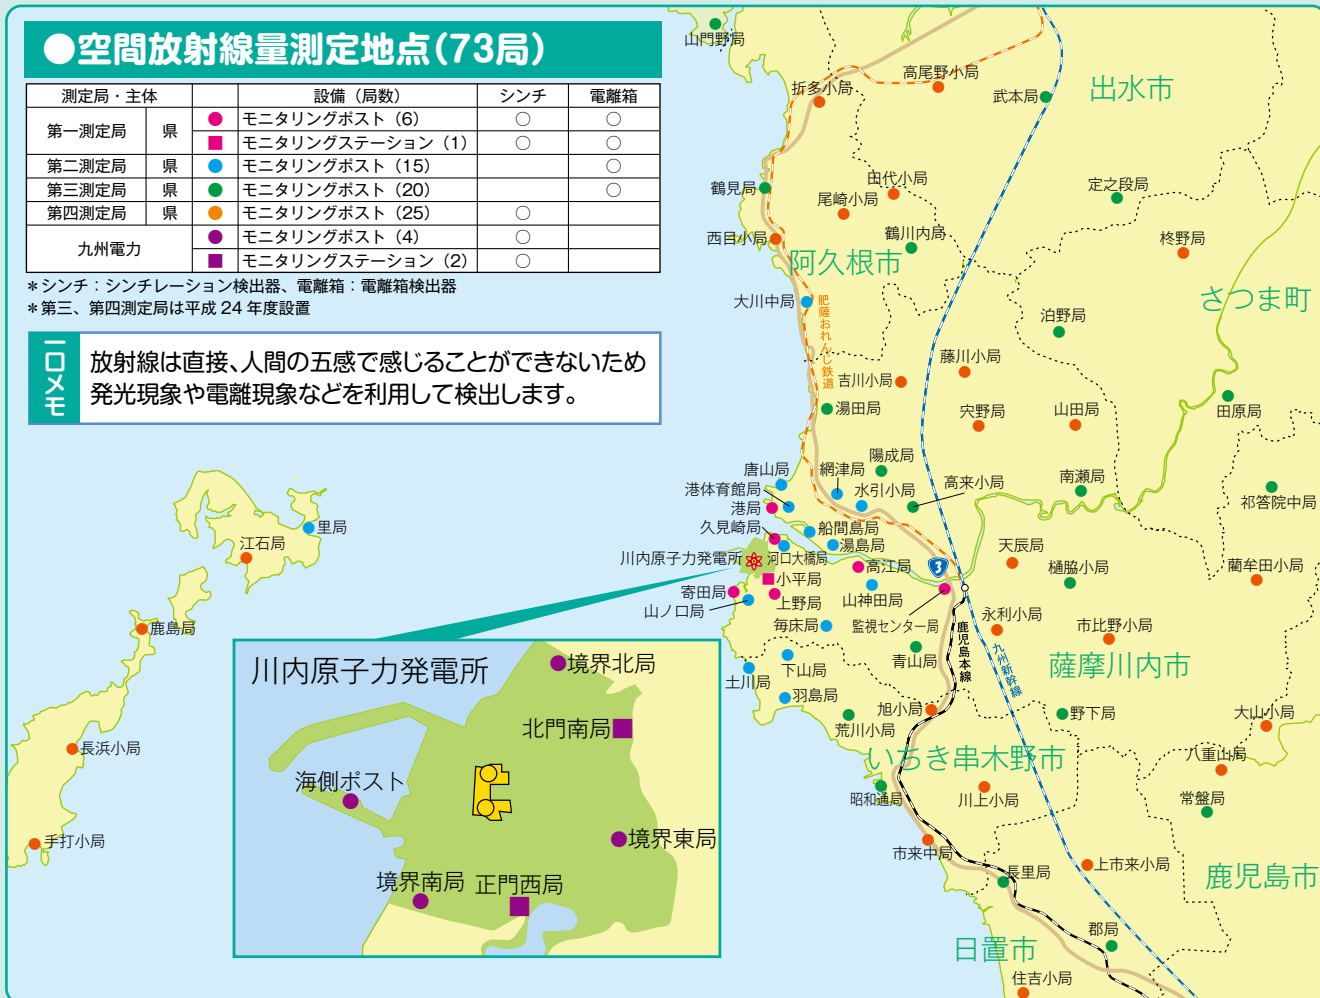 ●空間放射線量測定地点(73局)
測定局・主体 設備(局数) シンチ 電離箱
第一測定局 県 ● モニタリングポスト(6) ○ ○
■ モニタリングステーション(1) ○ ○
第二測定局 県 ● モニタリングポスト(15) ○
第三測定局 県 ● モニタリングポスト(20) ○
第四測定局 県 ● モニタリングポスト(25) ○
九州電力 ● モニタリングポスト(4) ○
■ モニタリングステーション(2) ○
*シンチ:シンチレーション検出器、電離箱:電離箱検出器
*第三、第四測定局は平成24年度設置
一口メモ
放射線は直接、人間の五感で感じることができないため
発光現象や電離現象などを利用して検出します。
山門野局
折多小局
高尾野小局
武本局
出水市
鶴見局
田代小局
尾崎小局
定之段局
西目小局
鶴川内局
柊野局
阿久根市
さつま町
大川中局
肥薩おれんじ鉄道
泊野局
藤川小局
吉川小局
湯田局
宍野局
山田局
田原局
唐山局
網津局
陽成局
港体育館局
水引小局
高来小局
南瀬局
祁答院中局
港局
久見崎局
船間島局
里局
江石局
川内原子力発電所
河口大橋局
湯島局
高江局
3
天辰局
樋脇小局
藺牟田小局
小平局
寄田局
上野局
山神田局
山ノ口局
毎床局
監視センター局
永利小局
市比野小局
鹿島局
鹿児島本線
九州新幹線
青山局
薩摩川内市
下山局
土川局
羽島局
荒川小局
旭小局
野下局
大山小局
長浜小局
いちき串木野市
八重山局
昭和通局
川上小局
常盤局
手打小局
市来中局
長里局
上市来小局
鹿児島市
郡局
日置市
住吉小局
川内原子力発電所
境界北局
北門南局
海側ポスト
境界東局
境界南局
正門西局